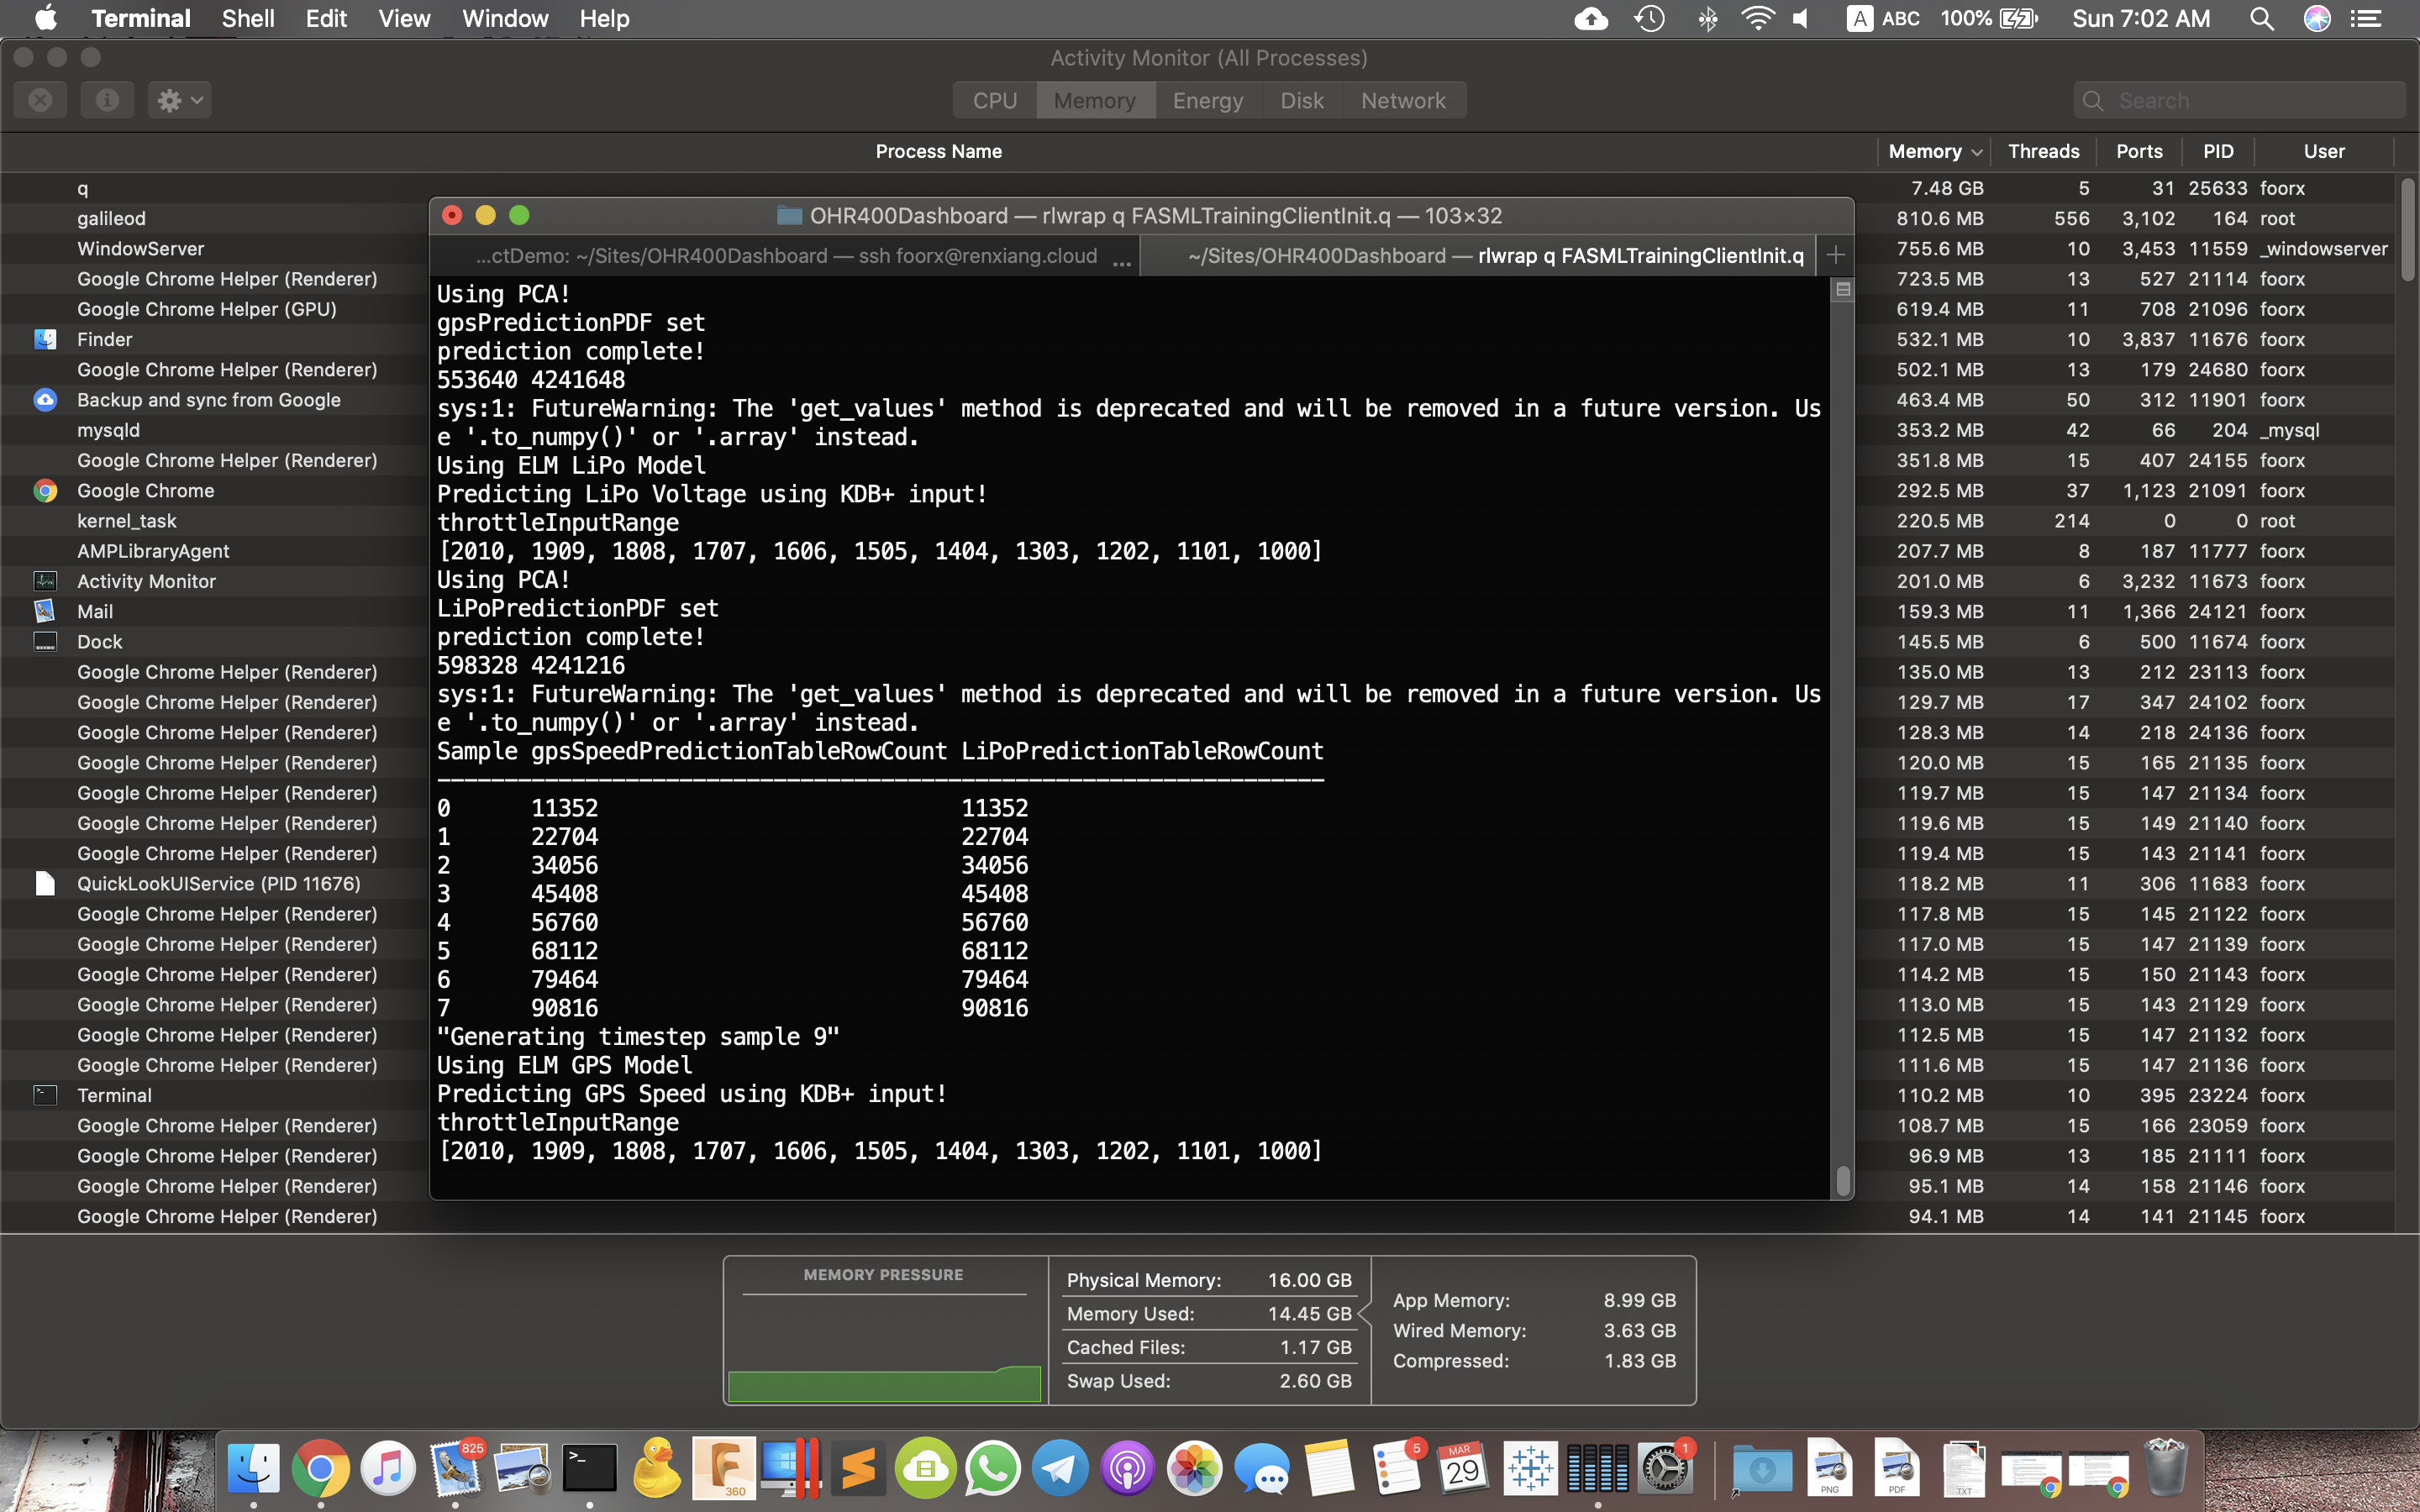 Terminal Shell Edit View Window Help A ABC 100% Sun 7:02 AM
Activity Monitor (All Processes)
CPU Memory Energy Disk Network Search
Process Name Memory Threads Ports PID User
q 7.48 GB 5 31 25633 foorx
galileod 810.6 MB 556 3,102 164 root
WindowServer 755.6 MB 10 3,453 11559 _windowserver
Google Chrome Helper (Renderer) 723.5 MB 13 527 21114 foorx
Google Chrome Helper (GPU) 619.4 MB 11 708 21096 foorx
Finder 532.1 MB 10 3,837 11676 foorx
Google Chrome Helper (Renderer) 502.1 MB 13 179 24680 foorx
Backup and sync from Google 463.4 MB 50 312 11901 foorx
mysqld 353.2 MB 42 66 204 _mysql
Google Chrome Helper (Renderer) 351.8 MB 15 407 24155 foorx
Google Chrome 292.5 MB 37 1,123 21091 foorx
kernel_task 220.5 MB 214 0 0 root
AMPLibraryAgent 207.7 MB 8 187 11777 foorx
Activity Monitor 201.0 MB 6 3,232 11673 foorx
Mail 159.3 MB 11 1,366 24121 foorx
Dock 145.5 MB 6 500 11674 foorx
Google Chrome Helper (Renderer) 135.0 MB 13 212 23113 foorx
Google Chrome Helper (Renderer) 129.7 MB 17 347 24102 foorx
Google Chrome Helper (Renderer) 128.3 MB 14 218 24136 foorx
Google Chrome Helper (Renderer) 120.0 MB 15 165 21135 foorx
Google Chrome Helper (Renderer) 119.7 MB 15 147 21134 foorx
Google Chrome Helper (Renderer) 119.6 MB 15 149 21140 foorx
Google Chrome Helper (Renderer) 119.4 MB 15 143 21141 foorx
QuickLookUIService (PID 11676) 118.2 MB 11 306 11683 foorx
Google Chrome Helper (Renderer) 117.8 MB 15 145 21122 foorx
Google Chrome Helper (Renderer) 117.0 MB 15 147 21139 foorx
Google Chrome Helper (Renderer) 114.2 MB 15 150 21143 foorx
Google Chrome Helper (Renderer) 113.0 MB 15 143 21129 foorx
Google Chrome Helper (Renderer) 112.5 MB 15 147 21132 foorx
Google Chrome Helper (Renderer) 111.6 MB 15 147 21136 foorx
Terminal 110.2 MB 10 395 23224 foorx
Google Chrome Helper (Renderer) 108.7 MB 15 166 23059 foorx
Google Chrome Helper (Renderer) 96.9 MB 13 185 21111 foorx
Google Chrome Helper (Renderer) 95.1 MB 14 158 21146 foorx
Google Chrome Helper (Renderer) 94.1 MB 14 141 21145 foorx
OHR400Dashboard — rlwrap q FASMLTrainingClientInit.q — 103×32
...ctDemo: ~/Sites/OHR400Dashboard — ssh foorx@renxiang.cloud ... ~/Sites/OHR400Dashboard — rlwrap q FASMLTrainingClientInit.q +
Using PCA!
gpsPredictionPDF set
prediction complete!
553640 4241648
sys:1: FutureWarning: The 'get_values' method is deprecated and will be removed in a future version. Us
e '.to_numpy()' or '.array' instead.
Using ELM LiPo Model
Predicting LiPo Voltage using KDB+ input!
throttleInputRange
[2010, 1909, 1808, 1707, 1606, 1505, 1404, 1303, 1202, 1101, 1000]
Using PCA!
LiPoPredictionPDF set
prediction complete!
598328 4241216
sys:1: FutureWarning: The 'get_values' method is deprecated and will be removed in a future version. Us
e '.to_numpy()' or '.array' instead.
Sample gpsSpeedPredictionTableRowCount LiPoPredictionTableRowCount
------------------------------------------------------------------
0 11352 11352
1 22704 22704
2 34056 34056
3 45408 45408
4 56760 56760
5 68112 68112
6 79464 79464
7 90816 90816
"Generating timestep sample 9"
Using ELM GPS Model
Predicting GPS Speed using KDB+ input!
throttleInputRange
[2010, 1909, 1808, 1707, 1606, 1505, 1404, 1303, 1202, 1101, 1000]
MEMORY PRESSURE
Physical Memory: 16.00 GB
Memory Used: 14.45 GB
Cached Files: 1.17 GB
Swap Used: 2.60 GB
App Memory: 8.99 GB
Wired Memory: 3.63 GB
Compressed: 1.83 GB
825 >_ 360 5 MAR 29 1 PNG PDF TXT